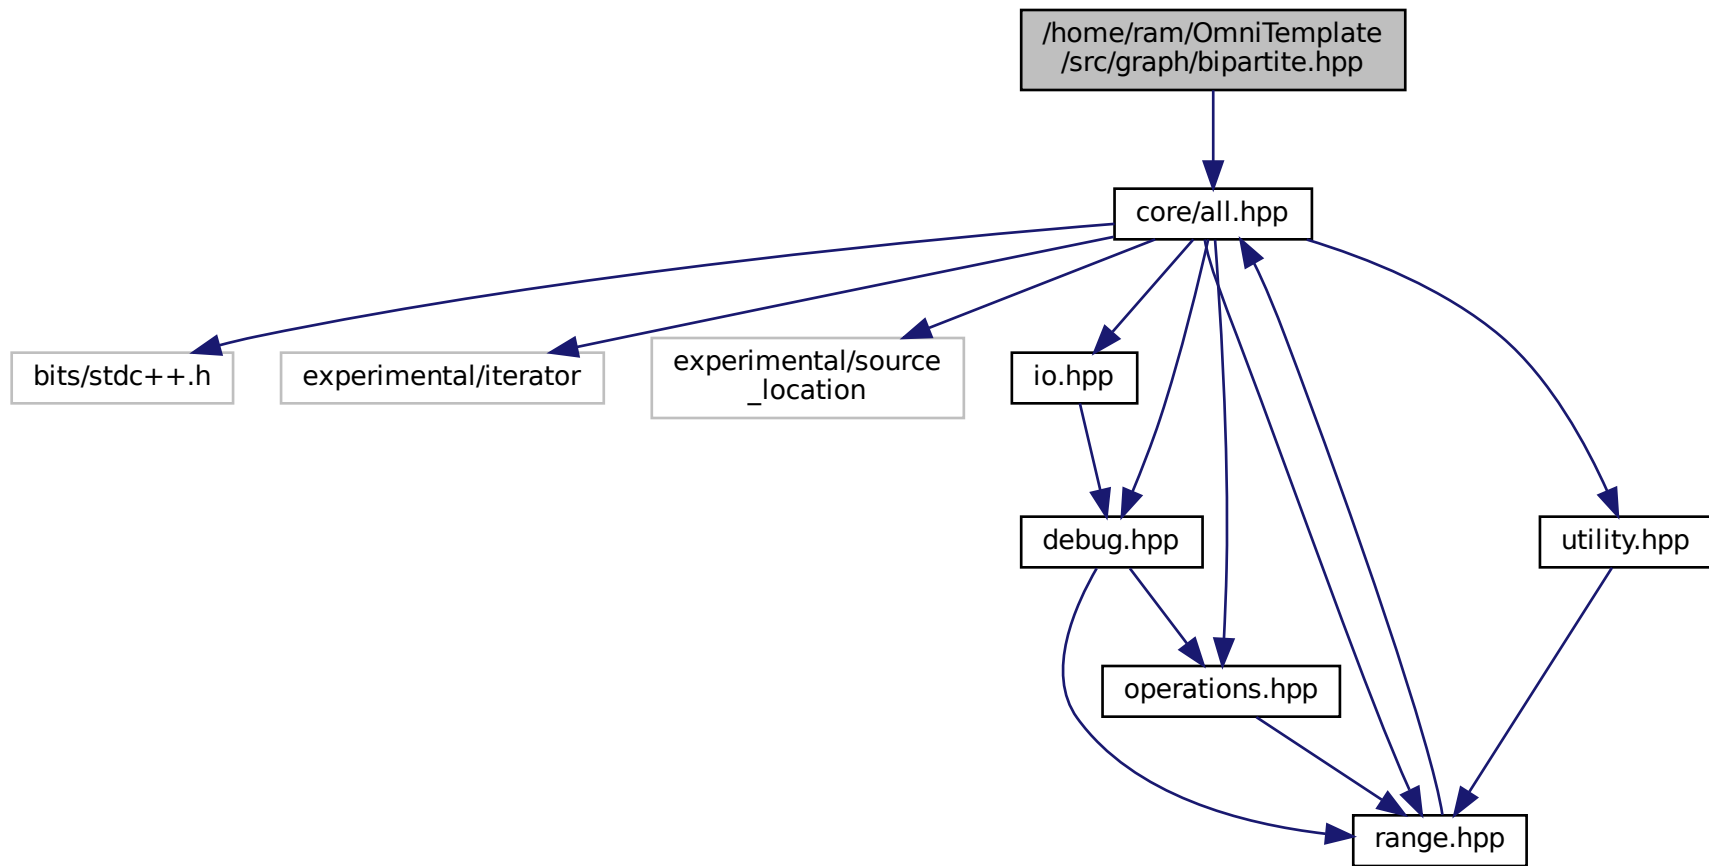 /home/ram/OmniTemplate
/src/graph/bipartite.hpp
core/all.hpp
bits/stdc++.h
experimental/iterator
experimental/source
_location
io.hpp
debug.hpp
utility.hpp
operations.hpp
range.hpp